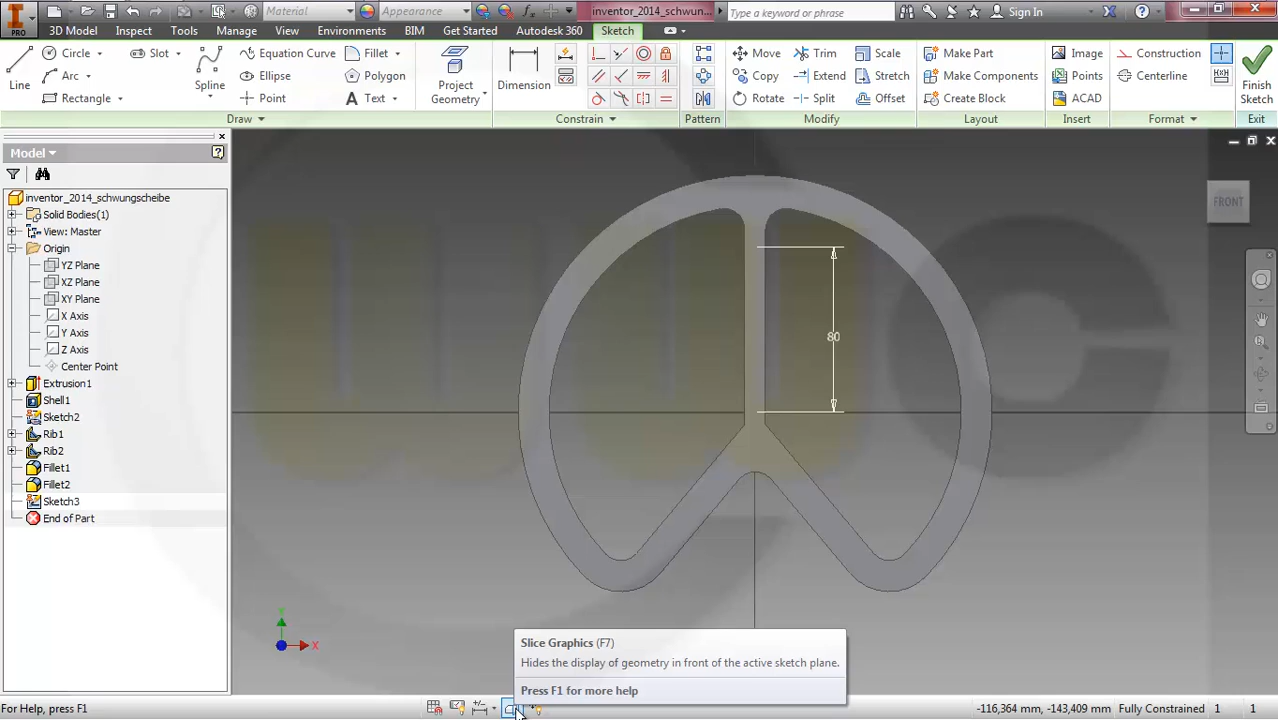 Material
Appearance
fx
inventor_2014_schwun...
Type a keyword or phrase
Sign In
PRO
3D Model
Inspect
Tools
Manage
View
Environments
BIM
Get Started
Autodesk 360
Sketch
Line
Circle
Arc
Rectangle
Slot
Spline
Equation Curve
Ellipse
Point
Fillet
Polygon
Text
Project
Geometry
Dimension
Move
Copy
Rotate
Trim
Extend
Split
Scale
Stretch
Offset
Make Part
Make Components
Create Block
Image
Points
ACAD
Construction
Centerline
Finish
Sketch
Draw
Constrain
Pattern
Modify
Layout
Insert
Format
Exit
Model
inventor_2014_schwungscheibe
Solid Bodies(1)
View: Master
Origin
YZ Plane
XZ Plane
XY Plane
X Axis
Y Axis
Z Axis
Center Point
Extrusion1
Shell1
Sketch2
Rib1
Rib2
Fillet1
Fillet2
Sketch3
End of Part
FRONT
80
Y
X
Slice Graphics (F7)
Hides the display of geometry in front of the active sketch plane.
Press F1 for more help
For Help, press F1
-116,364 mm, -143,409 mm
Fully Constrained
1
1